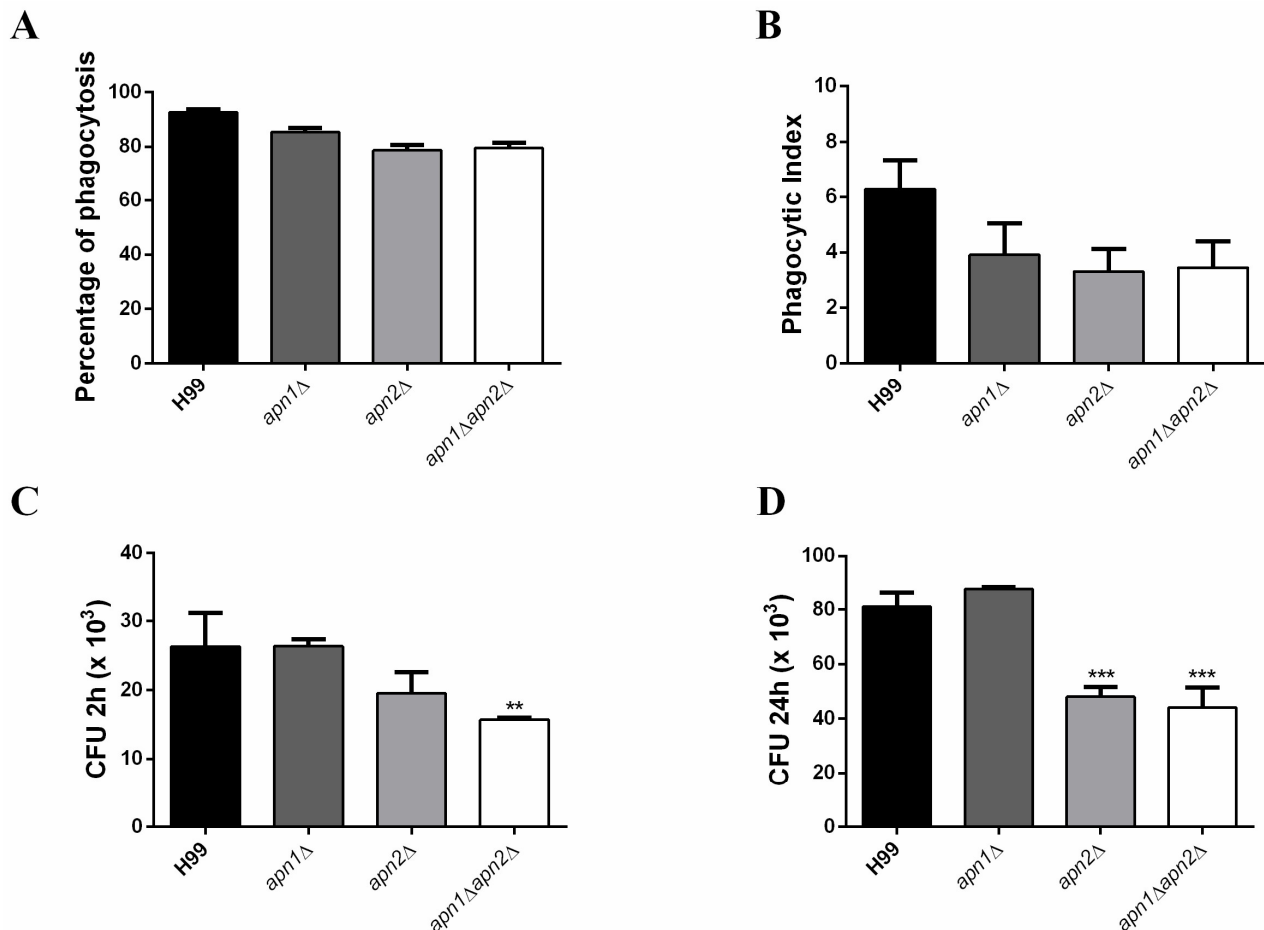 A
Percentage of phagocytosis
100
80
60
40
20
0
H99
apn1Δ
apn2Δ
apn1Δapn2Δ
B
Phagocytic Index
10
8
6
4
2
0
H99
apn1Δ
apn2Δ
apn1Δapn2Δ
C
CFU 2h (x 10³)
40
30
20
10
0
**
H99
apn1Δ
apn2Δ
apn1Δapn2Δ
D
CFU 24h (x 10³)
100
80
60
40
20
0
*** ***
H99
apn1Δ
apn2Δ
apn1Δapn2Δ